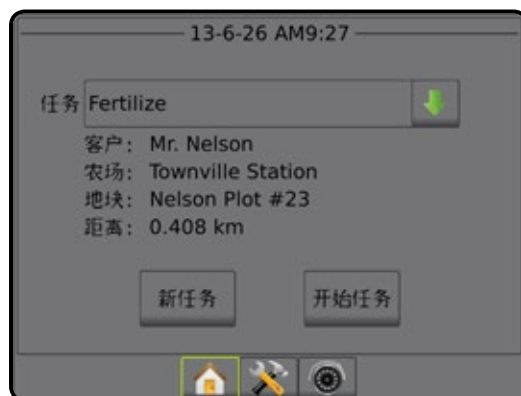 13-6-26 AM9:27
任务 Fertilize
客户: Mr. Nelson
农场: Townville Station
地块: Nelson Plot #23
距离: 0.408 km
新任务 开始任务